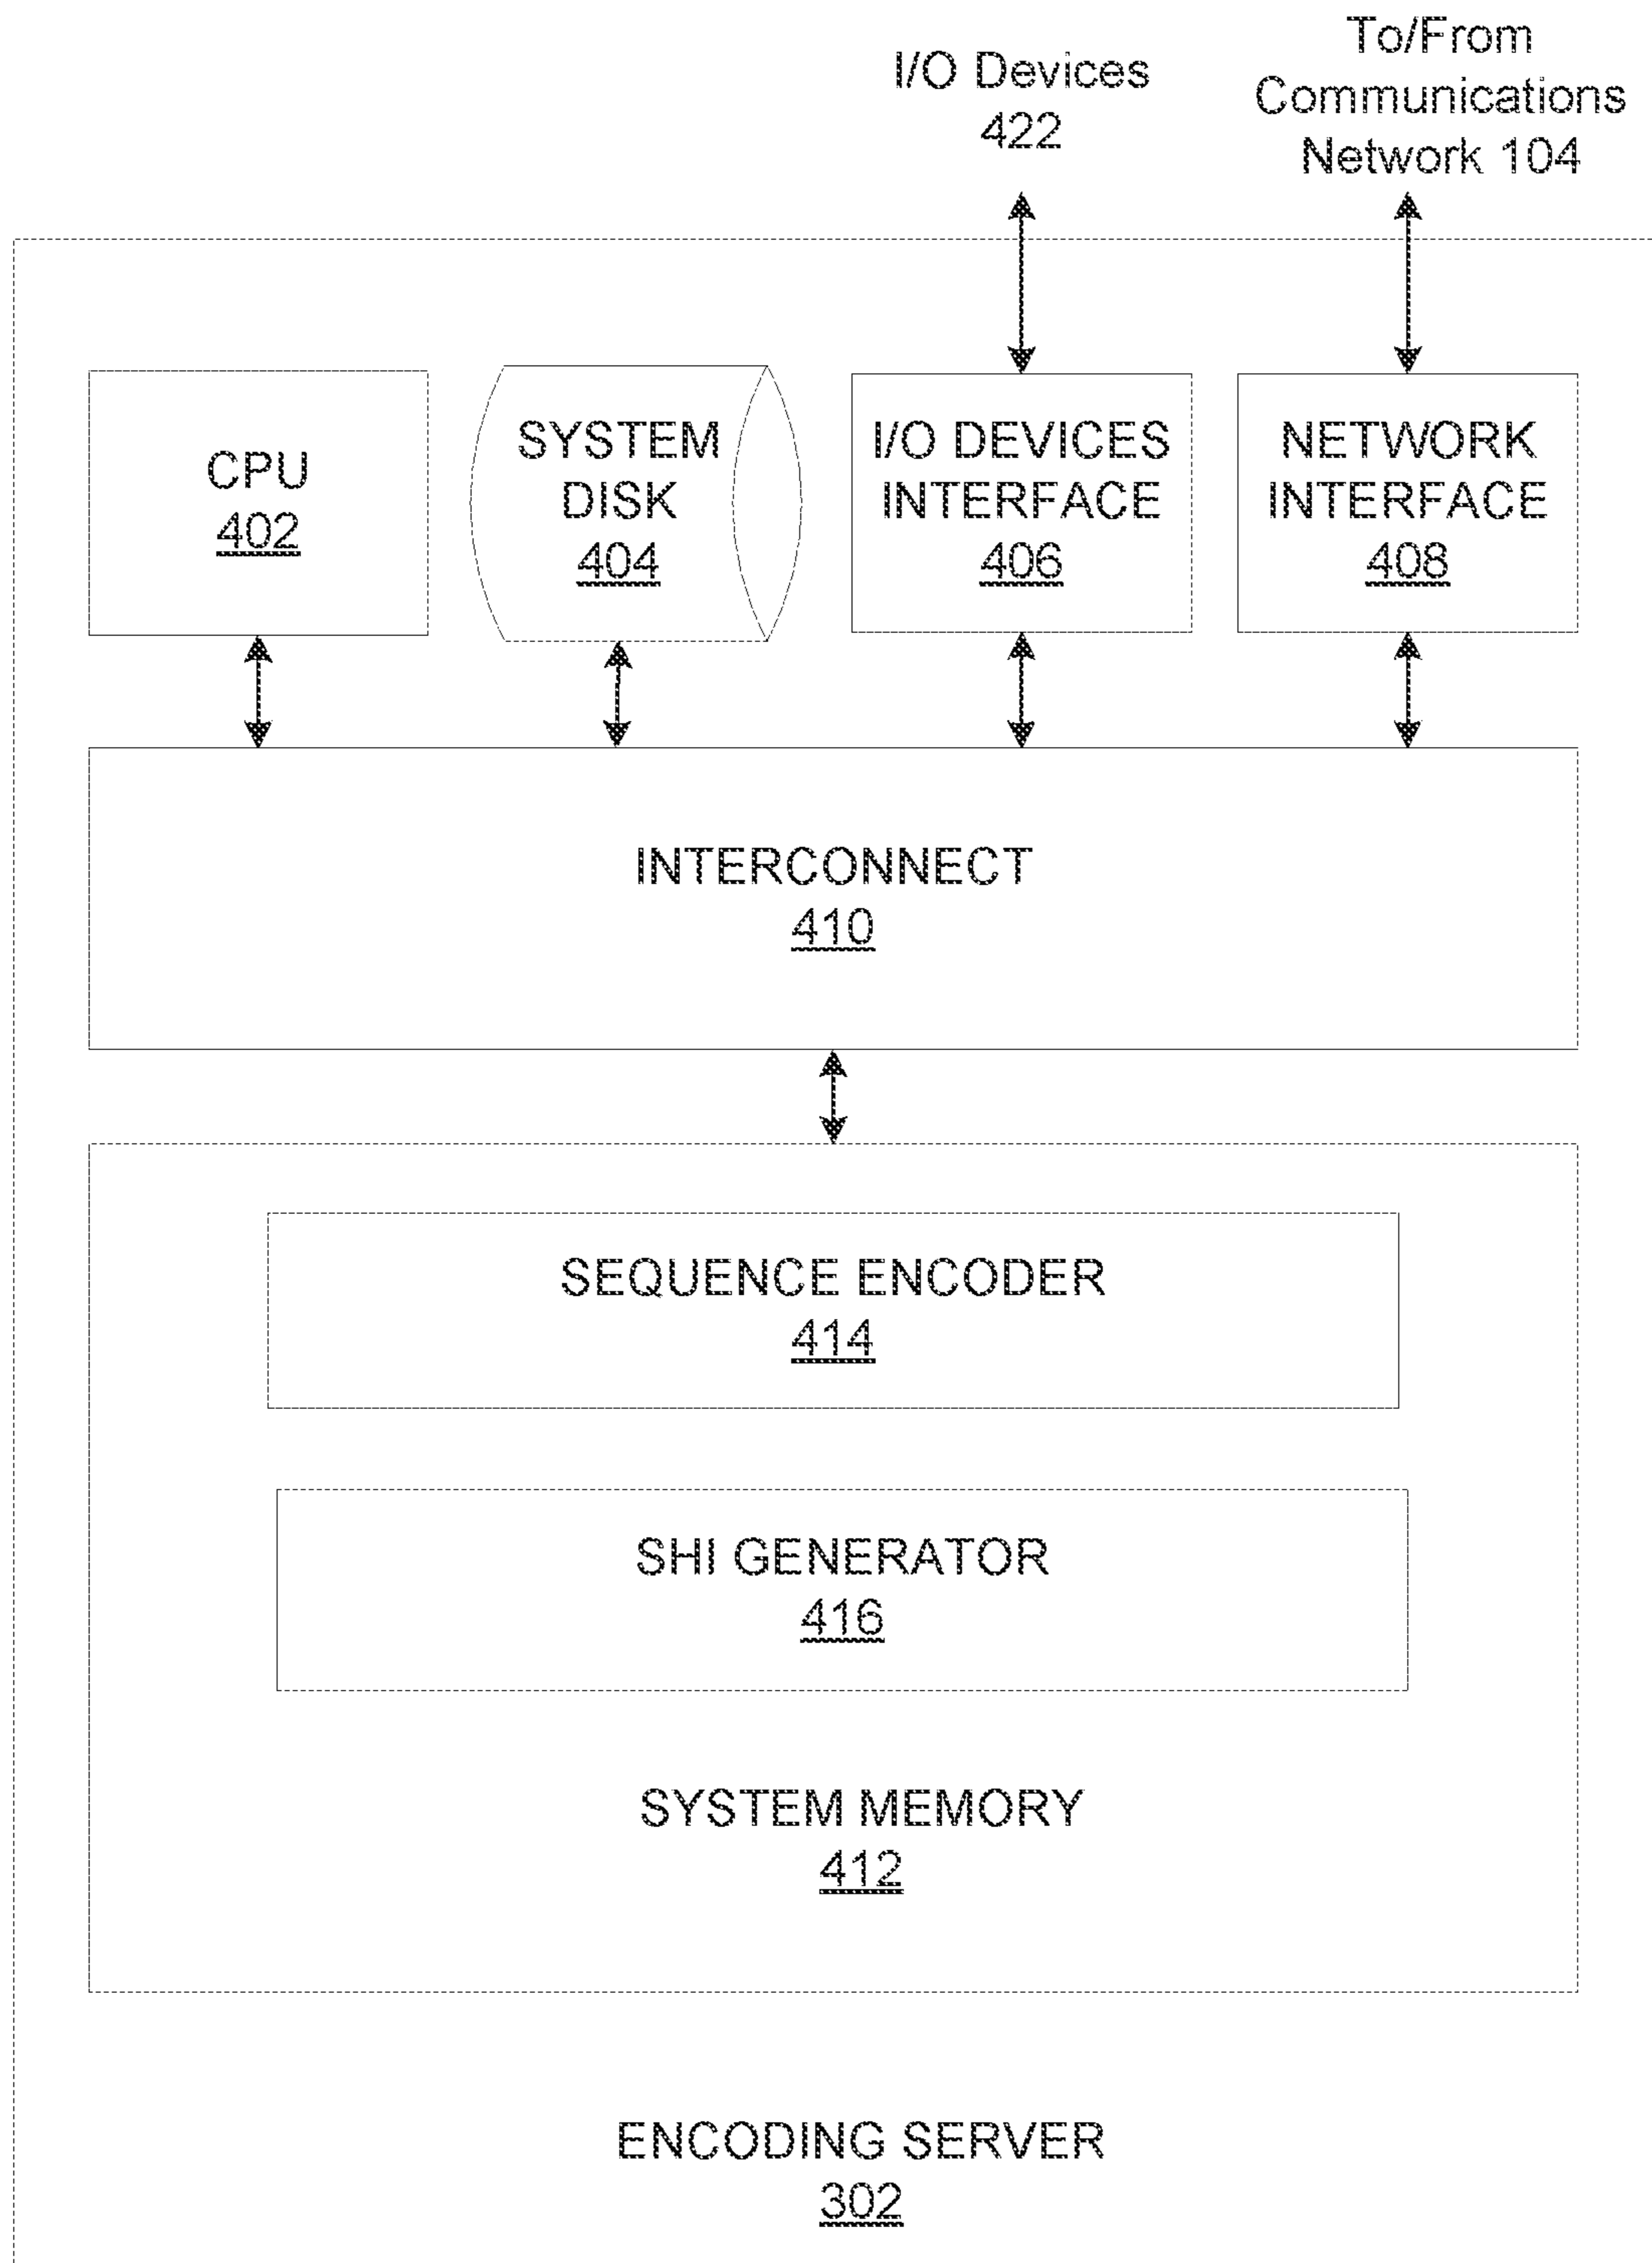 I/O Devices
422
To/From
Communications
Network 104
CPU
402
SYSTEM
DISK
404
I/O DEVICES
INTERFACE
406
NETWORK
INTERFACE
408
INTERCONNECT
410
SEQUENCE ENCODER
414
SHI GENERATOR
416
SYSTEM MEMORY
412
ENCODING SERVER
302